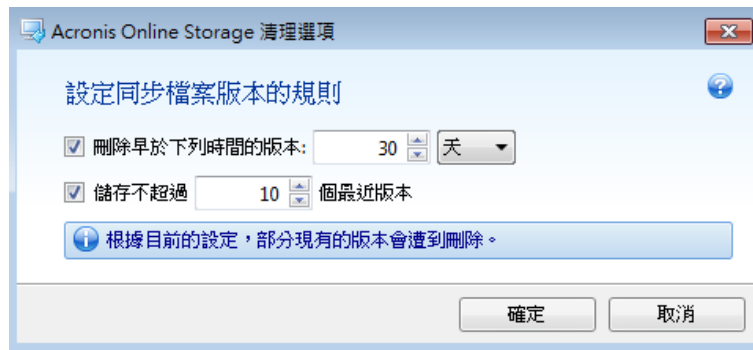 Acronis Online Storage 清理選項
設定同步檔案版本的規則
刪除早於下列時間的版本: 30 天
儲存不超過 10 個最近版本
根據目前的設定，部分現有的版本會遭到刪除。
確定 取消